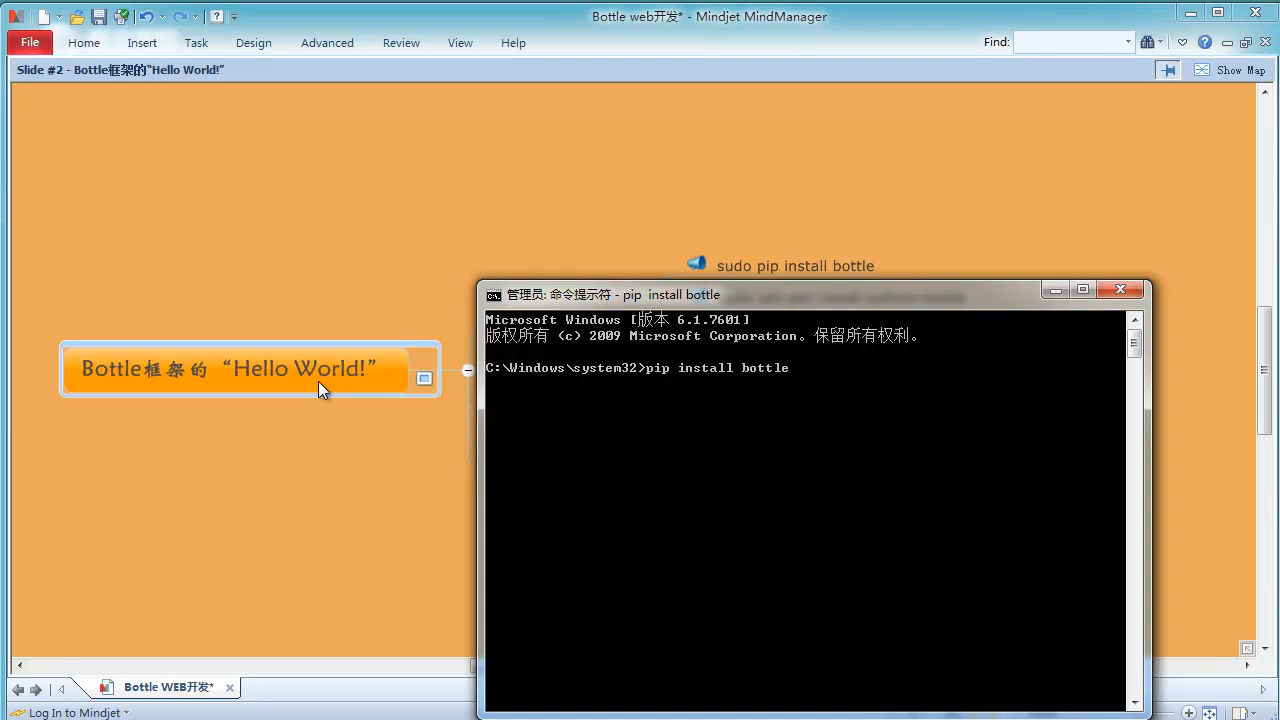 Bottle web开发* - Mindjet MindManager
File Home Insert Task Design Advanced Review View Help Find:
Slide #2 - Bottle框架的“Hello World!” Show Map
sudo pip install bottle
管理员: 命令提示符 - pip install bottle
Microsoft Windows [版本 6.1.7601]
版权所有 (c) 2009 Microsoft Corporation。保留所有权利。
C:\Windows\system32>pip install bottle
Bottle框架的“Hello World!”
Bottle WEB开发*
Log In to Mindjet